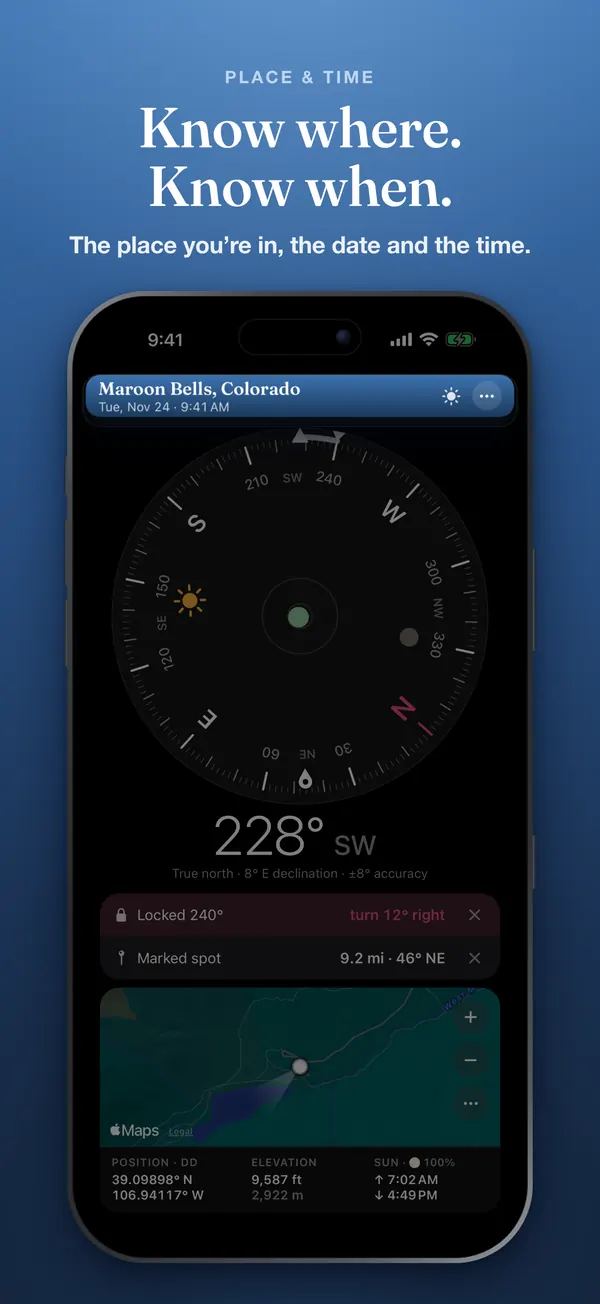 PLACE & TIME
Know where.
Know when.
The place you’re in, the date and the time.
9:41
Maroon Bells, Colorado
Tue, Nov 24 · 9:41 AM
210 SW 240
S
W
150
300
SE
NW
120
330
E
N
60 NE 30
228° SW
True north · 8° E declination · ±8° accuracy
Locked 240° turn 12° right
Marked spot 9.2 mi · 46° NE
Maps Legal
POSITION · DD
39.09898° N
106.94117° W
ELEVATION
9,587 ft
2,922 m
SUN · 100%
↑ 7:02 AM
↓ 4:49 PM